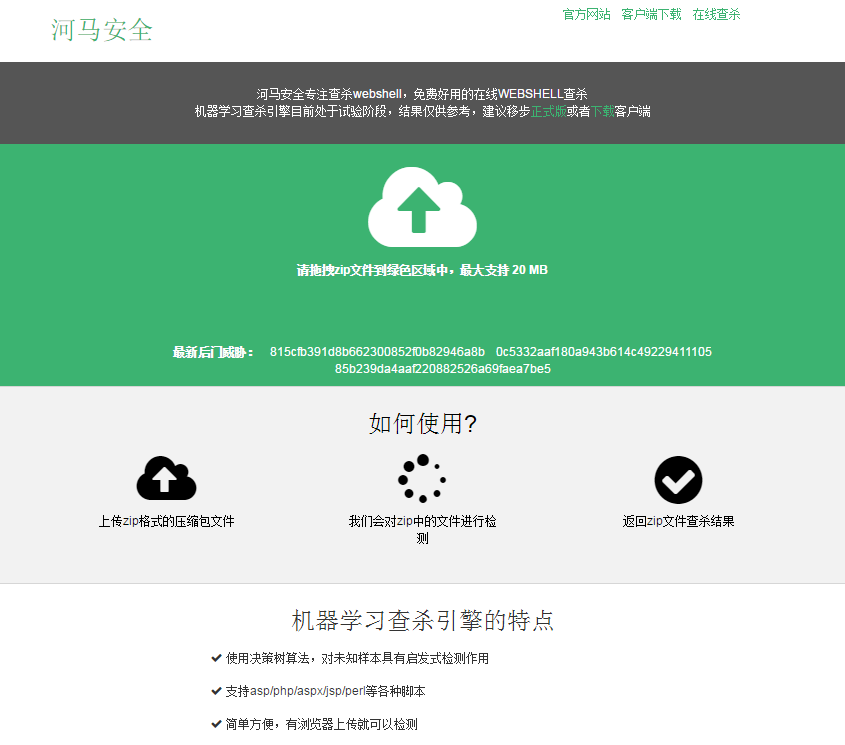 河马安全
官方网站 客户端下载 在线查杀
河马安全专注查杀webshell，免费好用的在线WEBSHELL查杀
机器学习查杀引擎目前处于试验阶段，结果仅供参考，建议移步正式版或者下载客户端
请拖拽zip文件到绿色区域中，最大支持 20 MB
最新后门威胁： 815cfb391d8b662300852f0b82946a8b 0c5332aaf180a943b614c49229411105
85b239da4aaf220882526a69faea7be5
如何使用?
上传zip格式的压缩包文件
我们会对zip中的文件进行检
测
返回zip文件查杀结果
机器学习查杀引擎的特点
使用决策树算法，对未知样本具有启发式检测作用
支持asp/php/aspx/jsp/perl等各种脚本
简单方便，有浏览器上传就可以检测